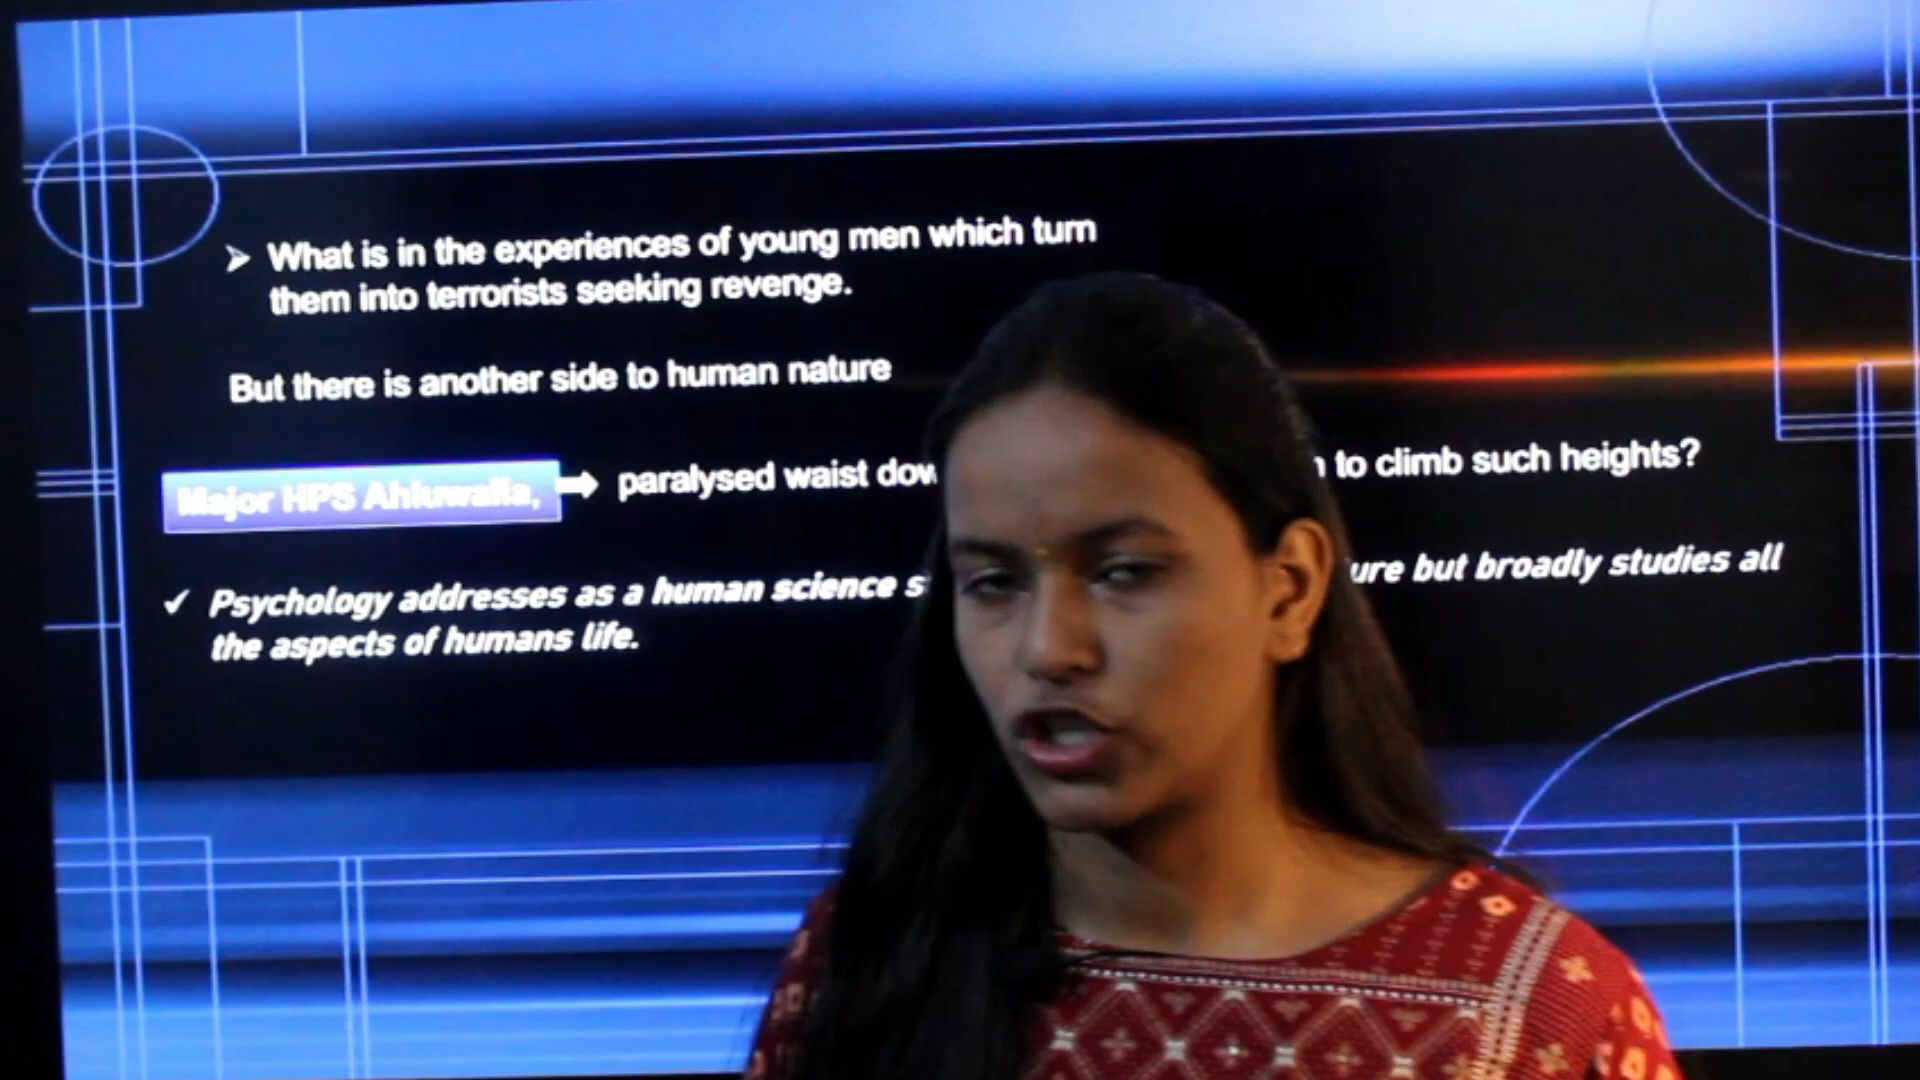 ➢ What is in the experiences of young men which turn
them into terrorists seeking revenge.
But there is another side to human nature
Major HPS Ahluwalia, ➡ paralysed waist to climb such heights?
✓ Psychology addresses as a human science but broadly studies all
the aspects of humans life.